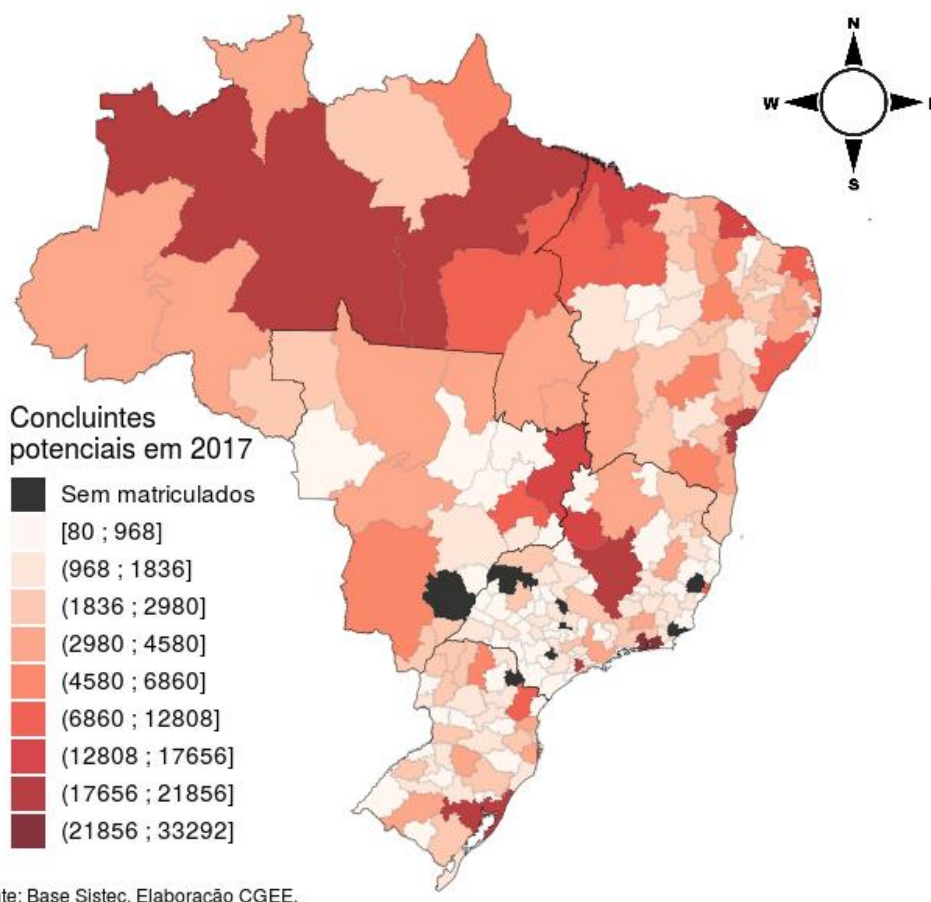 N
W
S
Concluintes
potenciais em 2017
Sem matriculados
[80 ; 968]
(968 ; 1836]
(1836 ; 2980]
(2980 ; 4580]
(4580 ; 6860]
(6860 ; 12808]
(12808 ; 17656]
(17656 ; 21856]
(21856 ; 33292]
te: Base Sistec. Elaboração CGEE.